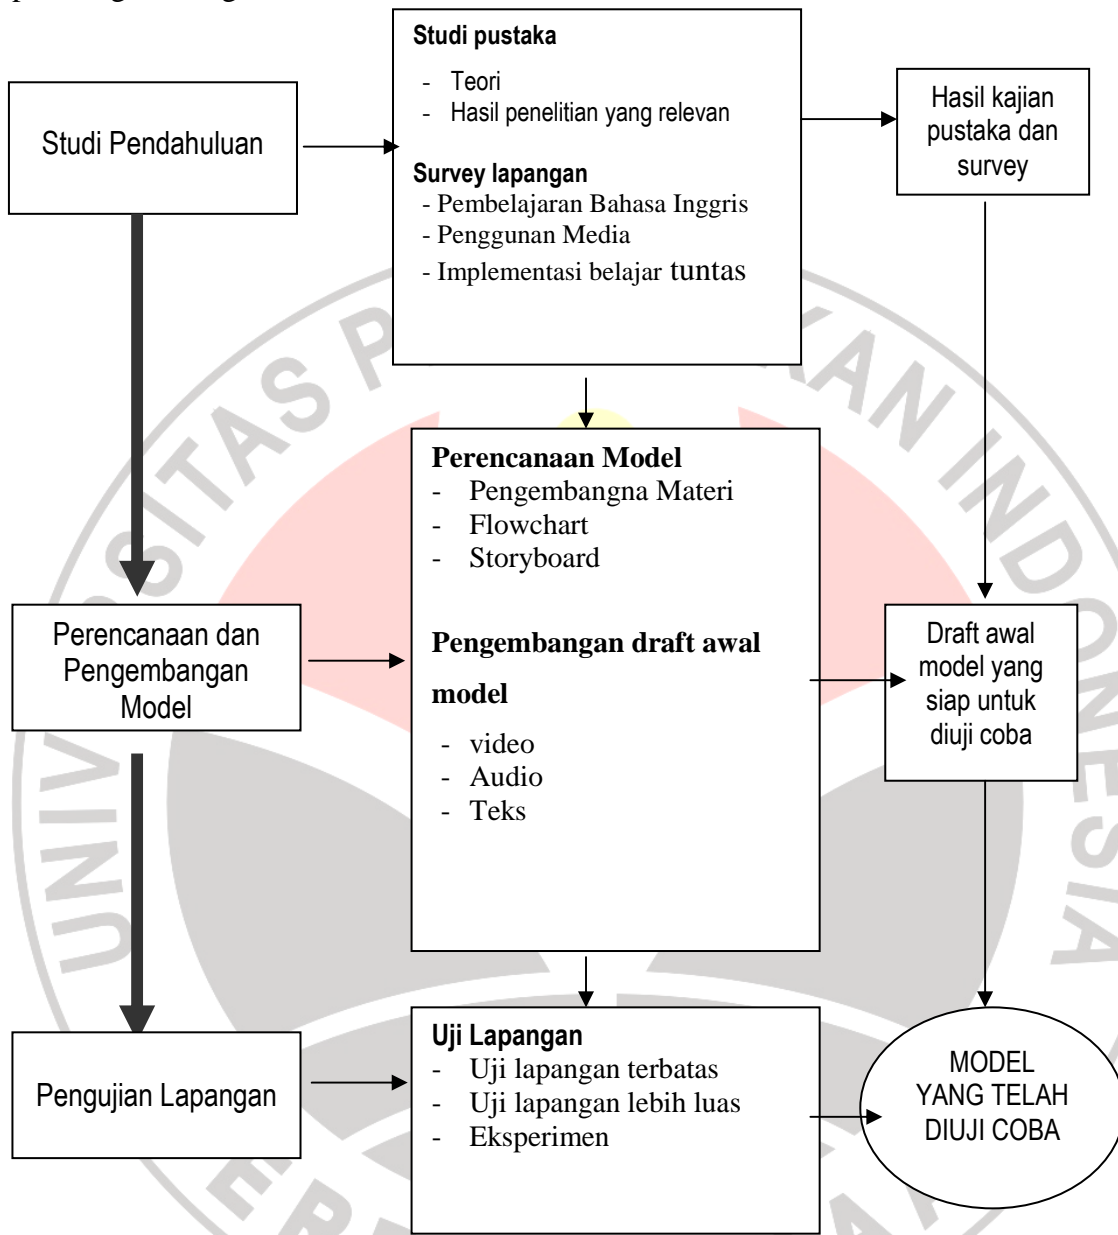 Studi pustaka
- Teori
- Hasil penelitian yang relevan
Survey lapangan
- Pembelajaran Bahasa Inggris
- Penggunan Media
- Implementasi belajar tuntas
Studi Pendahuluan
Hasil kajian
pustaka dan
survey
Perencanaan Model
- Pengembangna Materi
- Flowchart
- Storyboard
Pengembangan draft awal
model
- video
- Audio
- Teks
Perencanaan dan
Pengembangan
Model
Draft awal
model yang
siap untuk
diuji coba
Uji Lapangan
- Uji lapangan terbatas
- Uji lapangan lebih luas
- Eksperimen
Pengujian Lapangan
MODEL
YANG TELAH
DIUJI COBA
INDONESIA